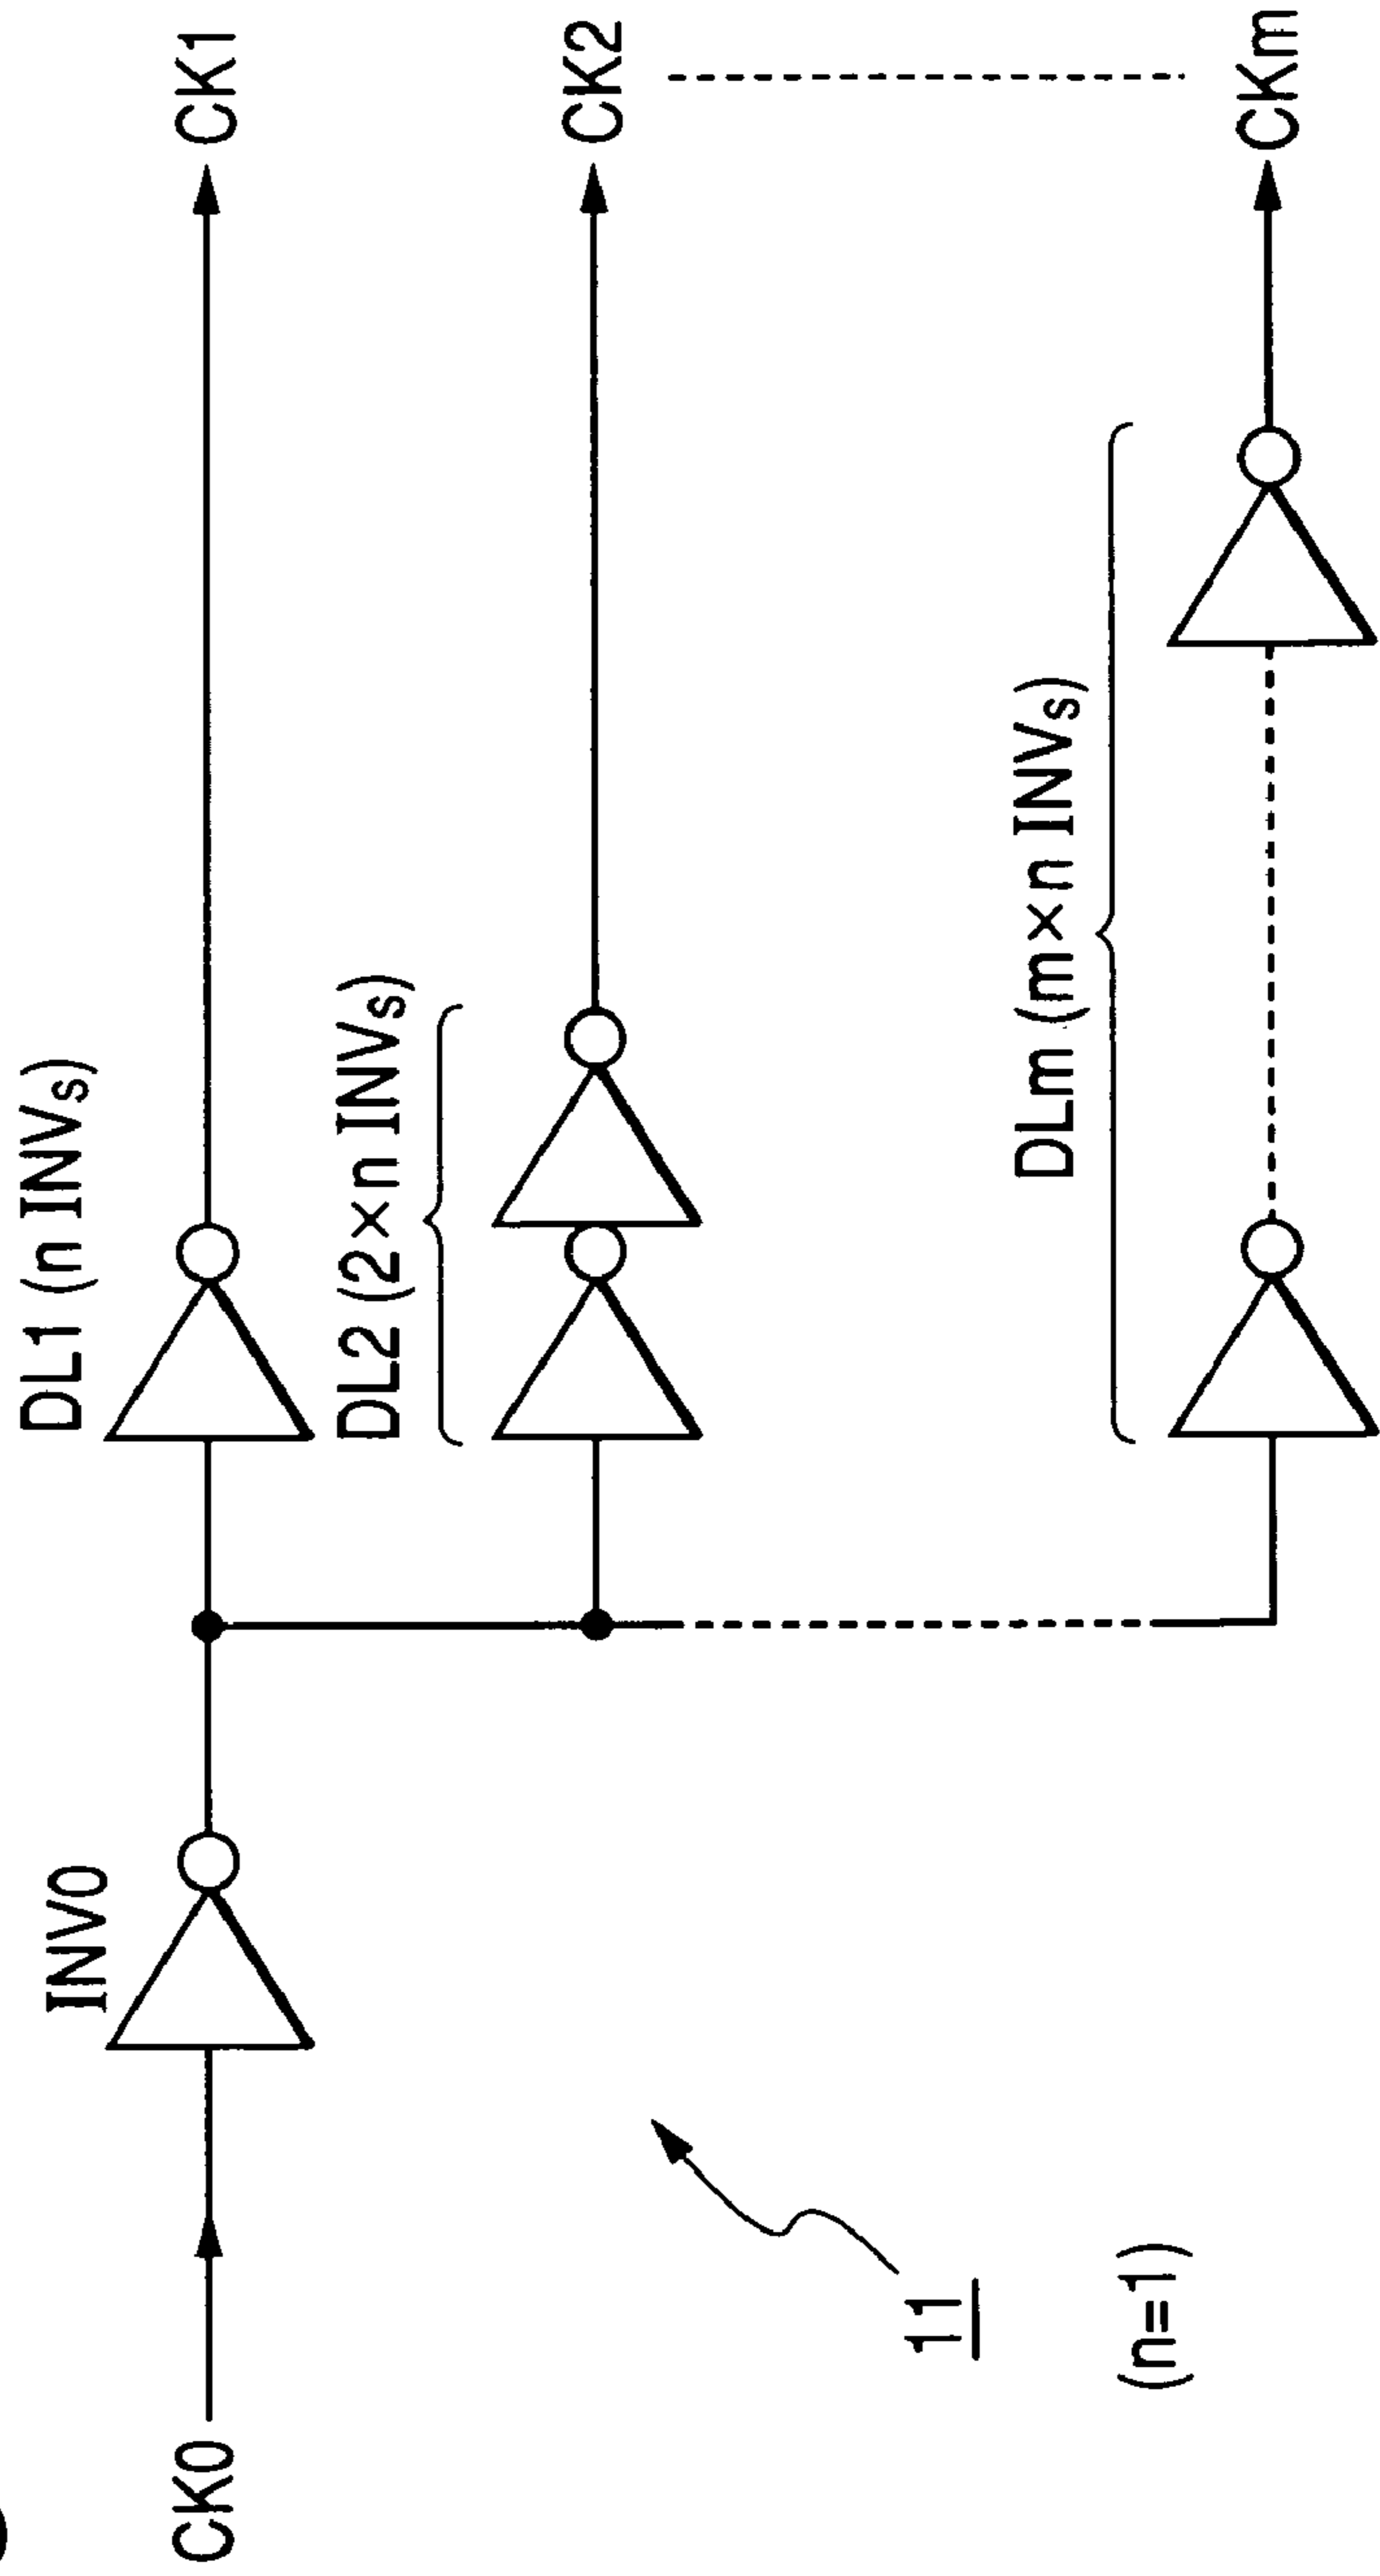 CK0
INV0
DL1 (n INVs)
CK1
DL2 (2×n INVs)
CK2
DLm (m×n INVs)
CKm
11
(n=1)